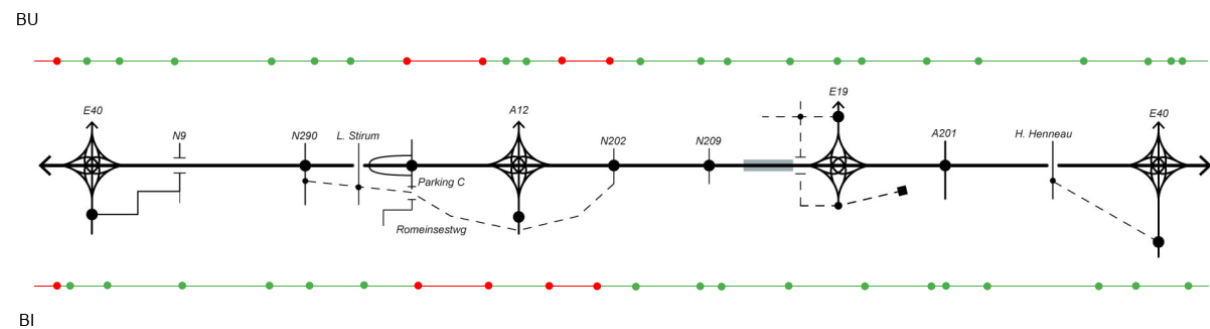 BU
E40
N9
N290
L. Stirum
A12
N202
N209
E19
A201
H. Henneau
E40
Parking C
Romeinsestwg
BI